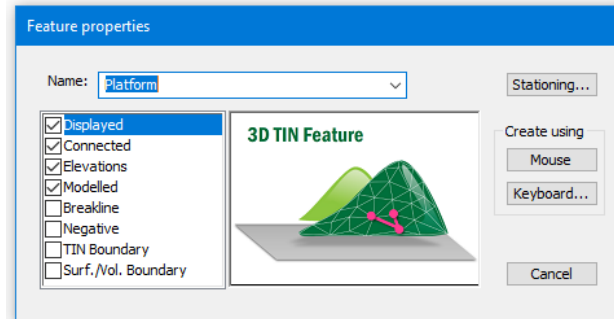 Feature properties
Name: Platform
Stationing...
Displayed
Connected
Elevations
Modelled
Breakline
Negative
TIN Boundary
Surf./Vol. Boundary
3D TIN Feature
Create using
Mouse
Keyboard...
Cancel